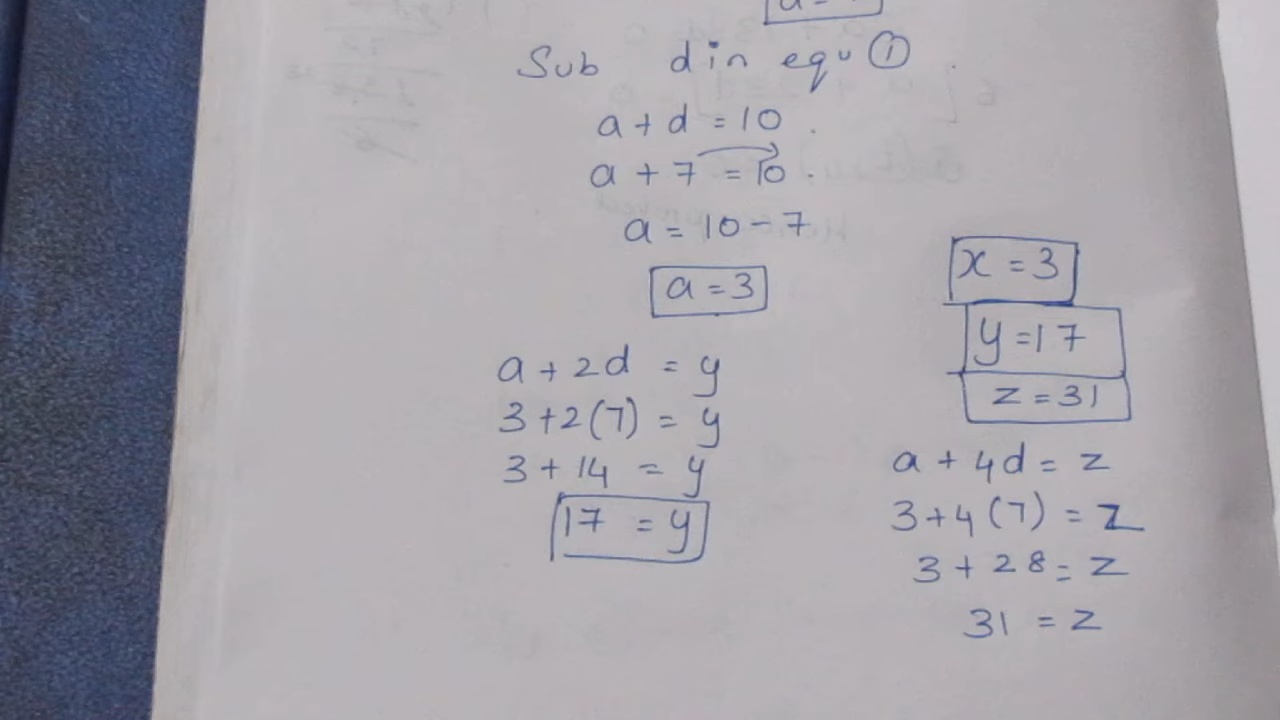 Sub d in equ ①
a + d = 10
a + 7 = 10
a = 10 - 7
a = 3
a + 2d = y
3 + 2(7) = y
3 + 14 = y
17 = y
x = 3
y = 17
z = 31
a + 4d = z
3 + 4(7) = z
3 + 28 = z
31 = z